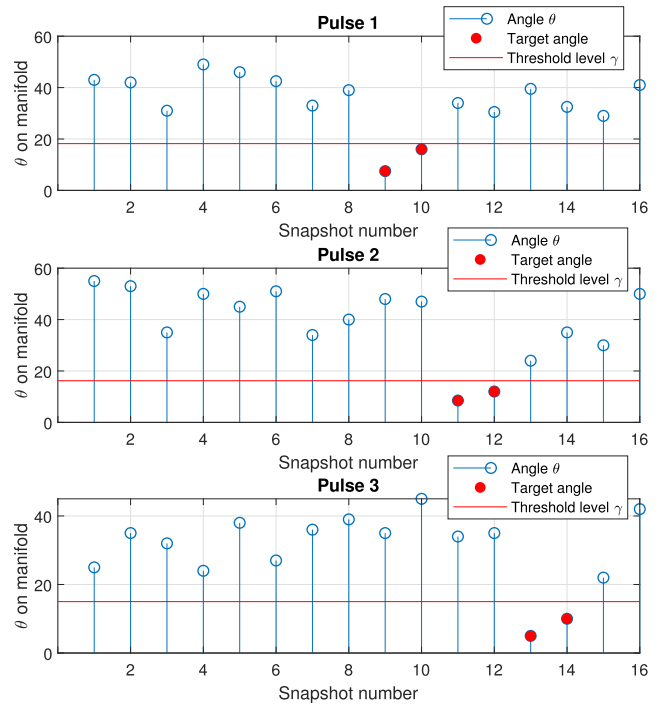 Pulse 1
Angle θ
Target angle
Threshold level γ
60
40
20
0
θ on manifold
2 4 6 8 10 12 14 16
Snapshot number
Pulse 2
Angle θ
Target angle
Threshold level γ
60
40
20
0
θ on manifold
2 4 6 8 10 12 14 16
Snapshot number
Pulse 3
Angle θ
Target angle
Threshold level γ
40
20
0
θ on manifold
2 4 6 8 10 12 14 16
Snapshot number